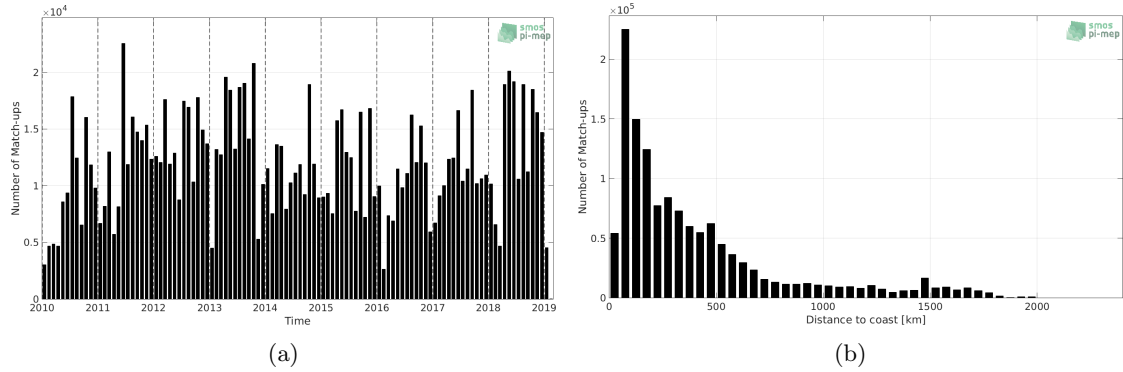 ×10⁴
smos
pi-mep
2
1.5
1
0.5
0
Number of Match-ups
2010 2011 2012 2013 2014 2015 2016 2017 2018 2019
Time
(a)
×10⁵
smos
pi-mep
2
1.5
1
0.5
0
Number of Match-ups
0 500 1000 1500 2000
Distance to coast [km]
(b)